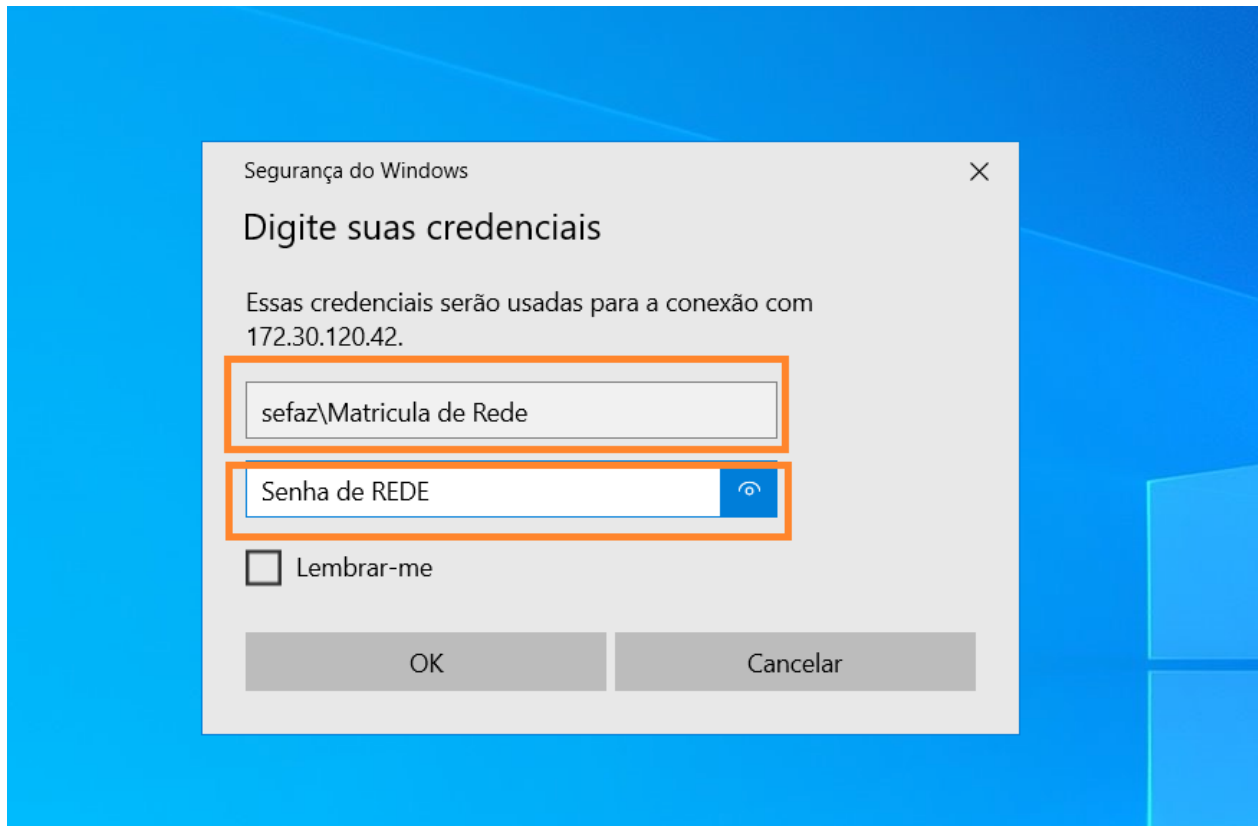 Segurança do Windows
Digite suas credenciais
Essas credenciais serão usadas para a conexão com
172.30.120.42.
sefaz\Matricula de Rede
Senha de REDE
Lembrar-me
OK
Cancelar